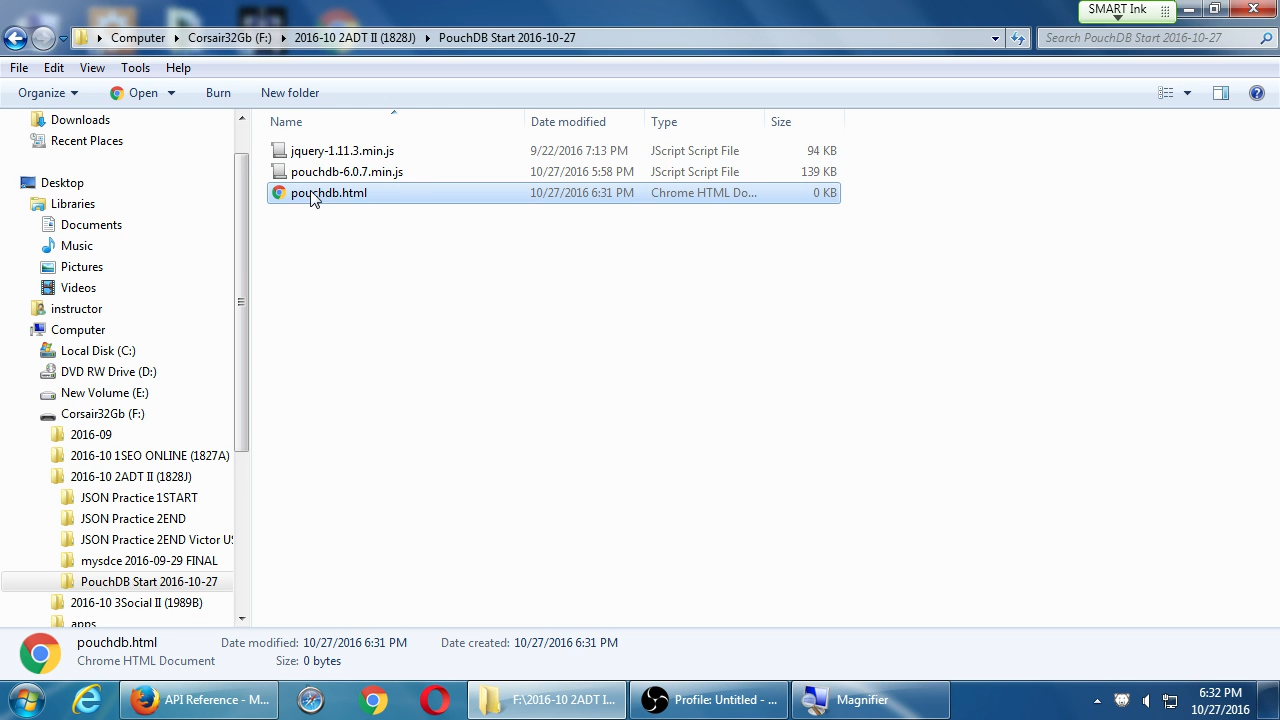 SMART Ink
Computer Corsair32Gb (F:) 2016-10 2ADT II (1828J) PouchDB Start 2016-10-27
Search PouchDB Start 2016-10-27
File Edit View Tools Help
Organize Open Burn New folder
Downloads
Recent Places
Desktop
Libraries
Documents
Music
Pictures
Videos
instructor
Computer
Local Disk (C:)
DVD RW Drive (D:)
New Volume (E:)
Corsair32Gb (F:)
2016-09
2016-10 1SEO ONLINE (1827A)
2016-10 2ADT II (1828J)
JSON Practice 1START
JSON Practice 2END
JSON Practice 2END Victor US
mysdce 2016-09-29 FINAL
PouchDB Start 2016-10-27
2016-10 3Social II (1989B)
apps
Name Date modified Type Size
jquery-1.11.3.min.js 9/22/2016 7:13 PM JScript Script File 94 KB
pouchdb-6.0.7.min.js 10/27/2016 5:58 PM JScript Script File 139 KB
pouchdb.html 10/27/2016 6:31 PM Chrome HTML Do... 0 KB
pouchdb.html Date modified: 10/27/2016 6:31 PM Date created: 10/27/2016 6:31 PM
Chrome HTML Document Size: 0 bytes
API Reference - M...
F:\2016-10 2ADT I...
Profile: Untitled - ...
Magnifier
6:32 PM
10/27/2016